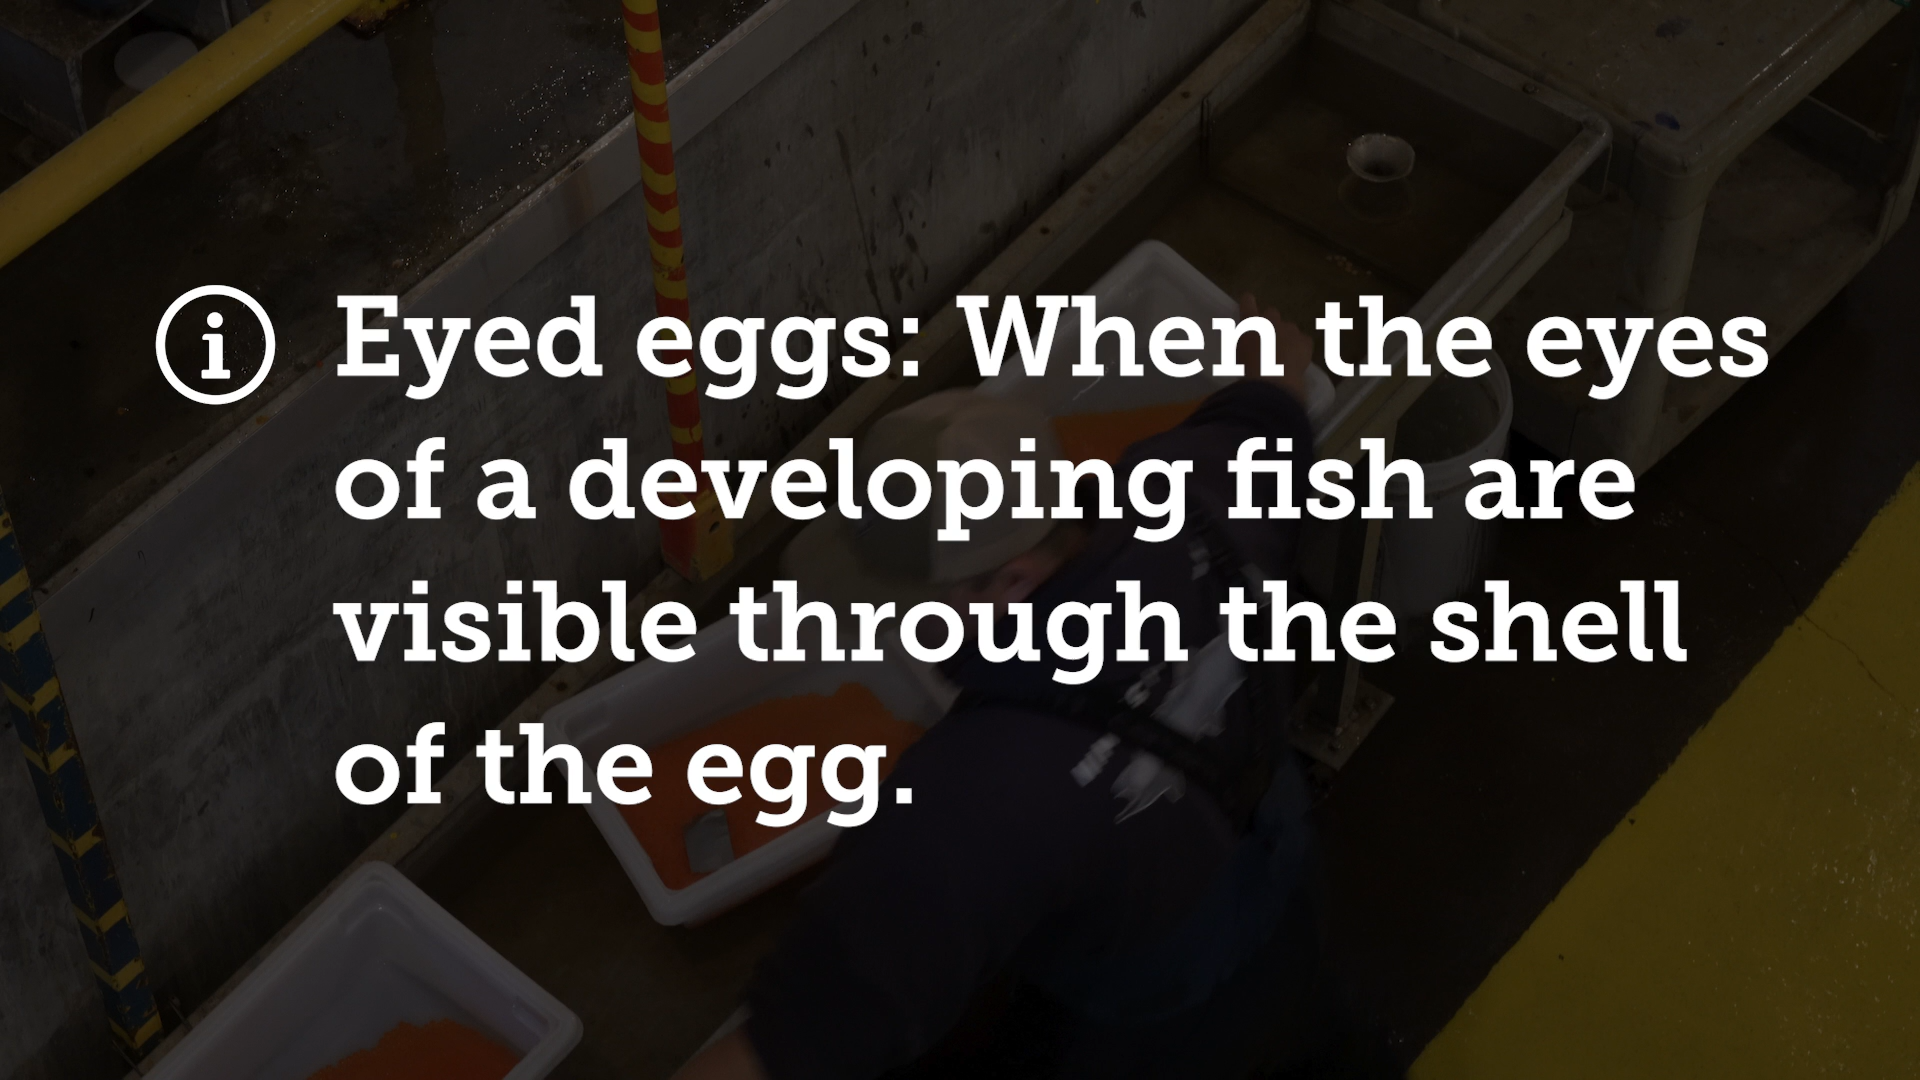 Eyed eggs: When the eyes
of a developing fish are
visible through the shell
of the egg.